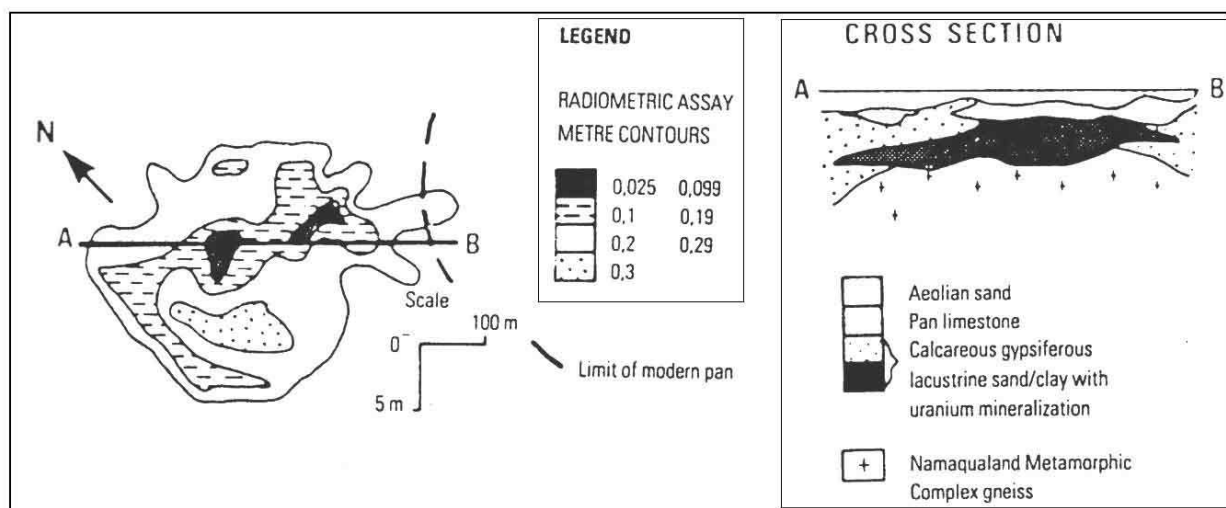 N
A
B
Scale
0
100 m
5 m
Limit of modern pan
LEGEND
RADIOMETRIC ASSAY
METRE CONTOURS
0,025 0,099
0,1 0,19
0,2 0,29
0,3
CROSS SECTION
A
B
Aeolian sand
Pan limestone
Calcareous gypsiferous
lacustrine sand/clay with
uranium mineralization
Namaqualand Metamorphic
Complex gneiss